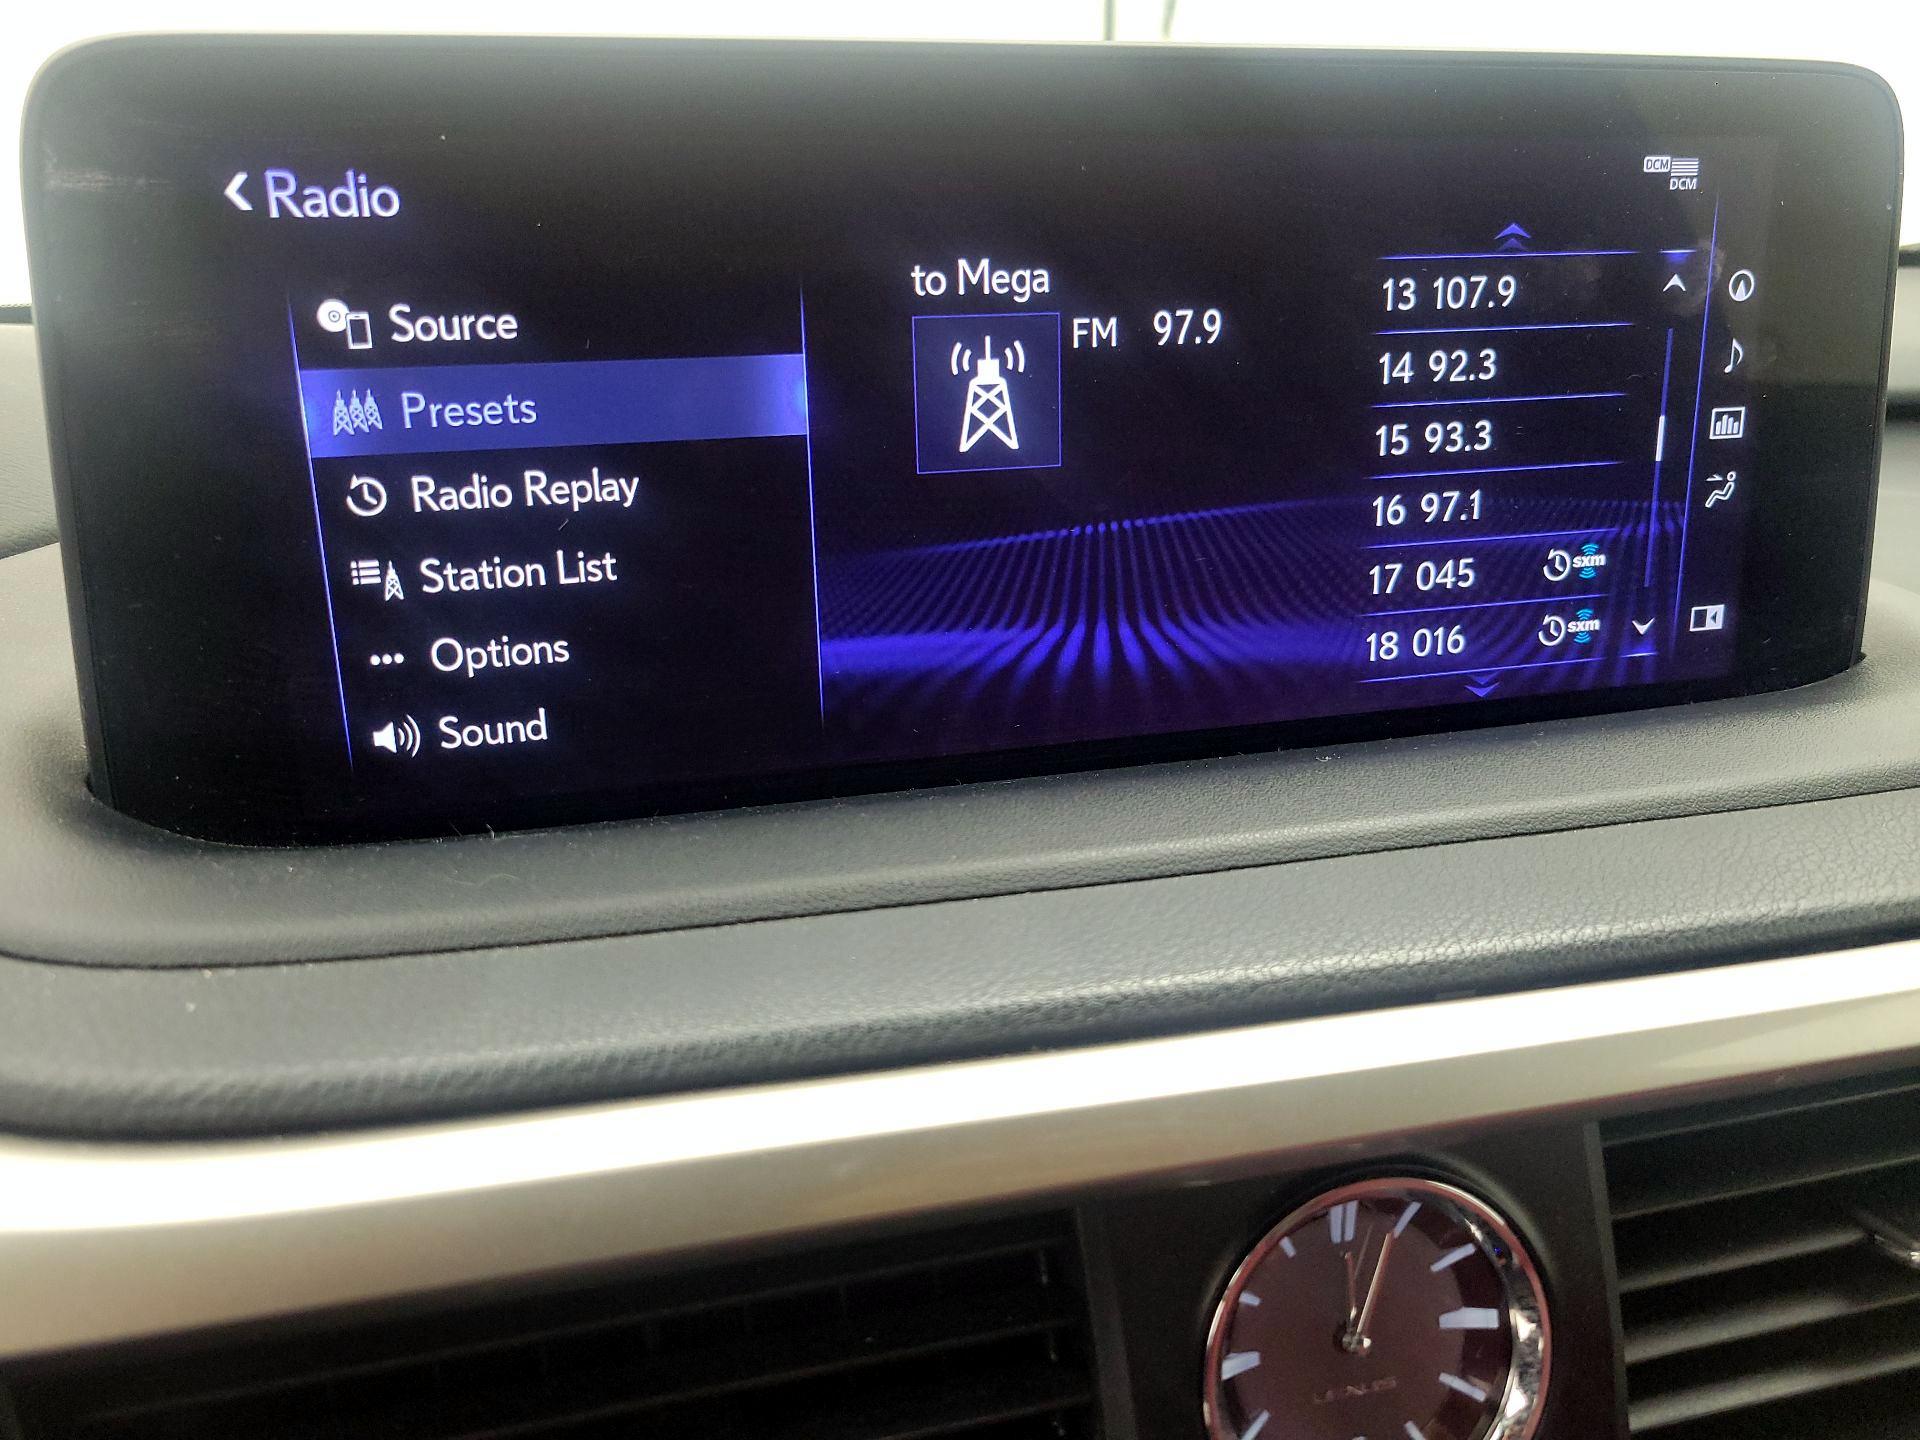 Radio
DCM
DCM
Source
Presets
Radio Replay
Station List
Options
Sound
to Mega
FM 97.9
13 107.9
14 92.3
15 93.3
16 97.1
17 045 sxm
18 016 sxm
LEXUS